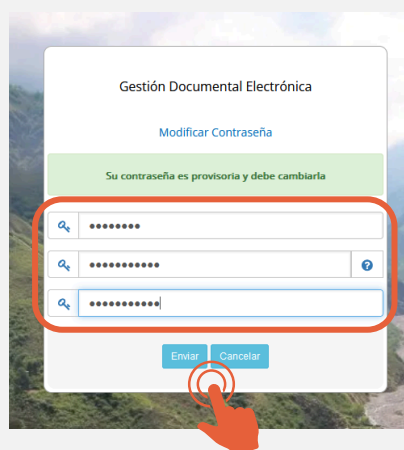 Gestión Documental Electrónica
Modificar Contraseña
Su contraseña es provisoria y debe cambiarla
••••••••
•••••••••••
•••••••••••
Enviar Cancelar